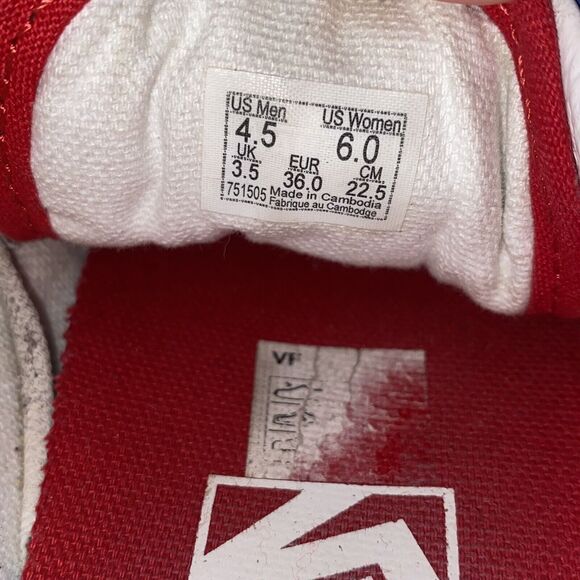 US Men US Women
4.5 6.0
UK EUR CM
3.5 36.0 22.5
751505 Made in Cambodia
Fabrique au Cambodge
VF